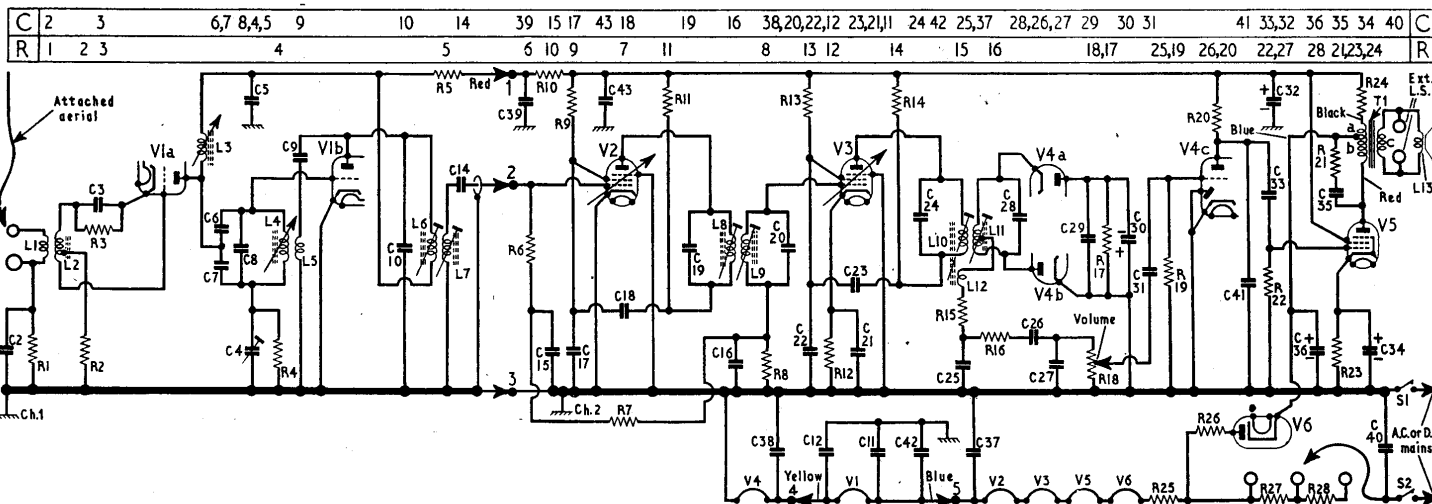 C 2 3 6,7 8,4,5 9 10 14 39 15 17 43 18 19 16 38,20,22,12 23,21,11 24 42 25,37 28,26,27 29 30 31 41 33,32 36 35 34 40 C
R 1 2 3 4 5 6 10 9 7 11 8 13 12 14 15 16 18,17 25,19 26,20 22,27 28 21,23,24 R
Attached aerial
V1a
C3
R3
L1
L2
C2
R1
R2
Ch.1
L3
C5
C6
C7
C8
L4
C4
R4
C9
L5
V1b
C10
L6
L7
C14
R5
Red
1
2
3
C39
R10
R9
C43
V2
R6
C15
C17
C18
R7
Ch.2
R11
C19
L8
L9
C20
C16
R8
R13
V3
C22
R12
C21
C23
R14
C24
L10
L11
L12
C28
R15
R16
C25
C26
C27
V4a
V4b
C29
R17
C30
+
-
C31
Volume
R18
R19
V4c
R20
C41
Blue
C32
+
-
C33
R22
C36
+
-
R21
C35
Black
a
b
c
R24
T1
Ext. L.S.
L13
Red
V5
R23
C34
+
-
S1
A.C. or D.
mains
S2
C40
V6
R26
C38
C12
C11
C42
C37
V4
Yellow
4
V1
Blue
5
V2
V3
V5
V6
R25
R27
R28